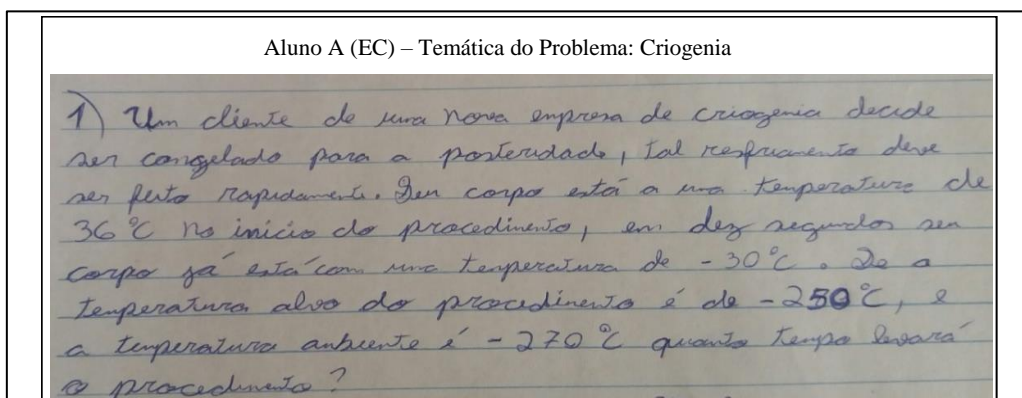 Aluno A (EC) – Temática do Problema: Criogenia
1) Um cliente de uma nova empresa de criogenia decide
ser congelado para a posteridade, tal resfriamento deve
ser feito rapidamente. Seu corpo está a uma temperatura de
36°C no início do procedimento, em dez segundos seu
corpo já está com uma temperatura de -30°C. Se a
temperatura alvo do procedimento é de -250°C, e
a temperatura ambiente é -270°C quanto tempo levará
o procedimento?